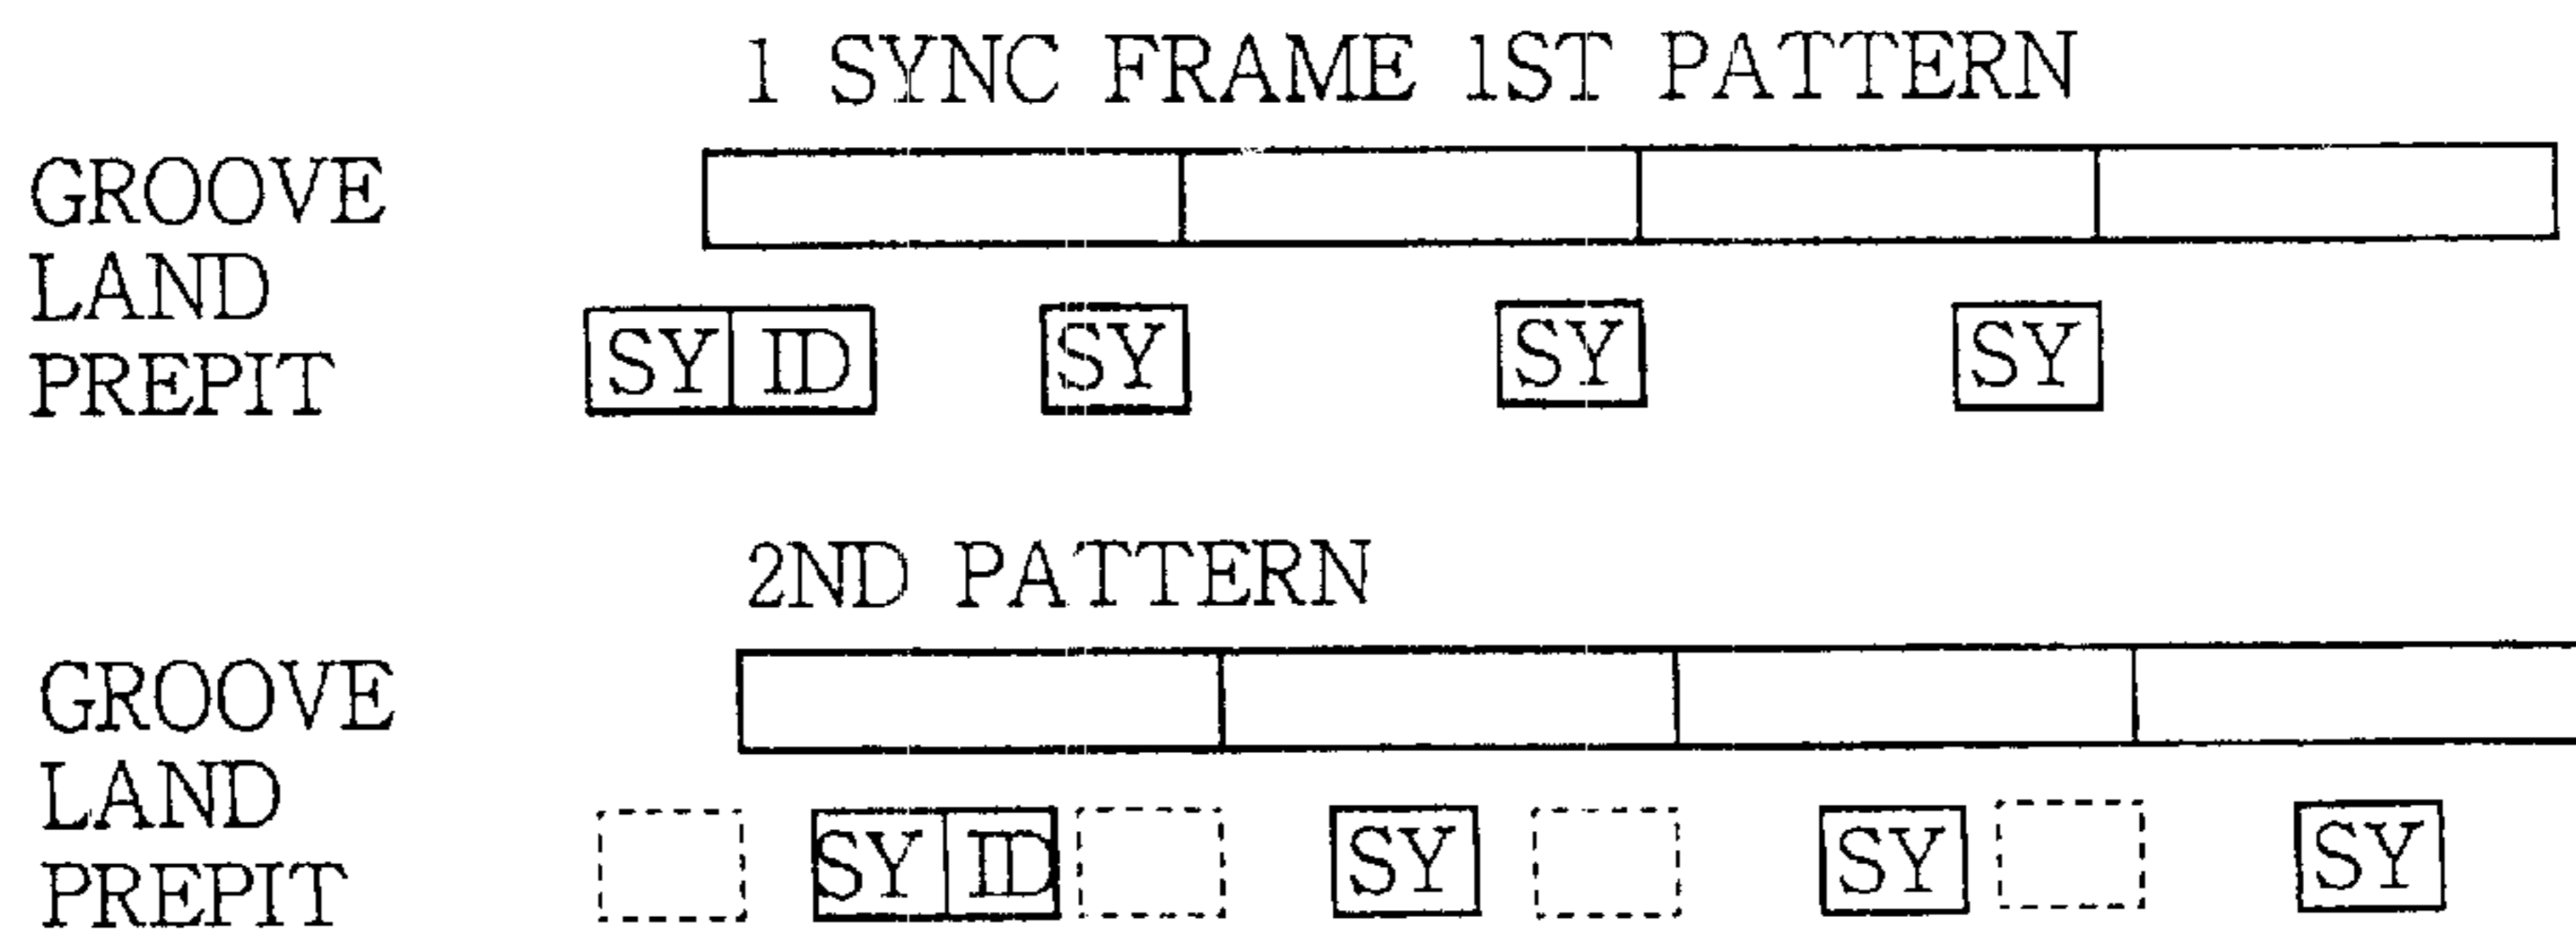 1 SYNC FRAME 1ST PATTERN
GROOVE
LAND
PREPIT
SY ID SY SY SY
2ND PATTERN
GROOVE
LAND
PREPIT
SY ID SY SY SY